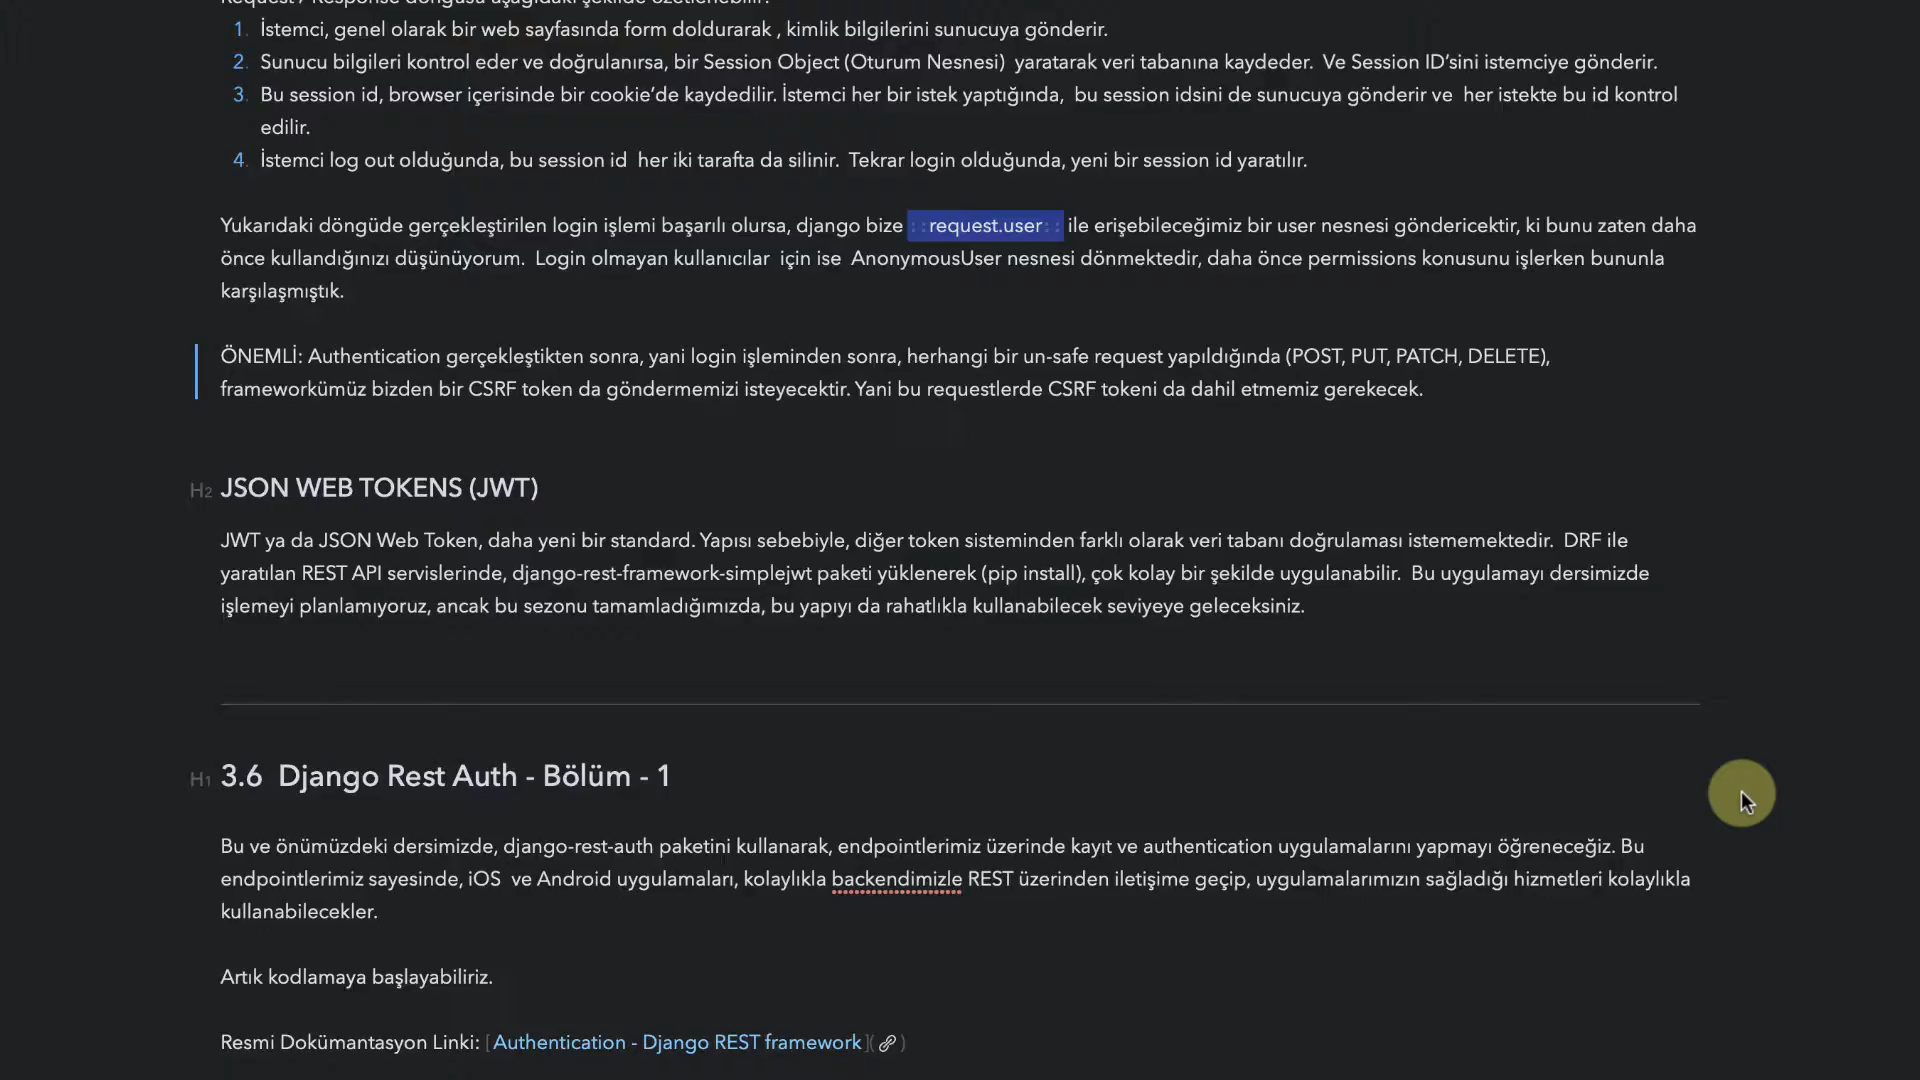 Request / Response döngüsü aşağıdaki şekilde özetlenebilir:
1. İstemci, genel olarak bir web sayfasında form doldurarak , kimlik bilgilerini sunucuya gönderir.
2. Sunucu bilgileri kontrol eder ve doğrulanırsa, bir Session Object (Oturum Nesnesi) yaratarak veri tabanına kaydeder. Ve Session ID’sini istemciye gönderir.
3. Bu session id, browser içerisinde bir cookie’de kaydedilir. İstemci her bir istek yaptığında, bu session idsini de sunucuya gönderir ve her istekte bu id kontrol
edilir.
4. İstemci log out olduğunda, bu session id her iki tarafta da silinir. Tekrar login olduğunda, yeni bir session id yaratılır.
Yukarıdaki döngüde gerçekleştirilen login işlemi başarılı olursa, django bize ::request.user:: ile erişebileceğimiz bir user nesnesi göndericektir, ki bunu zaten daha
önce kullandığınızı düşünüyorum. Login olmayan kullanıcılar için ise AnonymousUser nesnesi dönmektedir, daha önce permissions konusunu işlerken bununla
karşılaşmıştık.
ÖNEMLİ: Authentication gerçekleştikten sonra, yani login işleminden sonra, herhangi bir un-safe request yapıldığında (POST, PUT, PATCH, DELETE),
frameworkümüz bizden bir CSRF token da göndermemizi isteyecektir. Yani bu requestlerde CSRF tokeni da dahil etmemiz gerekecek.
H2 JSON WEB TOKENS (JWT)
JWT ya da JSON Web Token, daha yeni bir standard. Yapısı sebebiyle, diğer token sisteminden farklı olarak veri tabanı doğrulaması istememektedir. DRF ile
yaratılan REST API servislerinde, django-rest-framework-simplejwt paketi yüklenerek (pip install), çok kolay bir şekilde uygulanabilir. Bu uygulamayı dersimizde
işlemeyi planlamıyoruz, ancak bu sezonu tamamladığımızda, bu yapıyı da rahatlıkla kullanabilecek seviyeye geleceksiniz.
H1 3.6 Django Rest Auth - Bölüm - 1
Bu ve önümüzdeki dersimizde, django-rest-auth paketini kullanarak, endpointlerimiz üzerinde kayıt ve authentication uygulamalarını yapmayı öğreneceğiz. Bu
endpointlerimiz sayesinde, iOS ve Android uygulamaları, kolaylıkla backendimizle REST üzerinden iletişime geçip, uygulamalarımızın sağladığı hizmetleri kolaylıkla
kullanabilecekler.
Artık kodlamaya başlayabiliriz.
Resmi Dokümantasyon Linki: [Authentication - Django REST framework]()